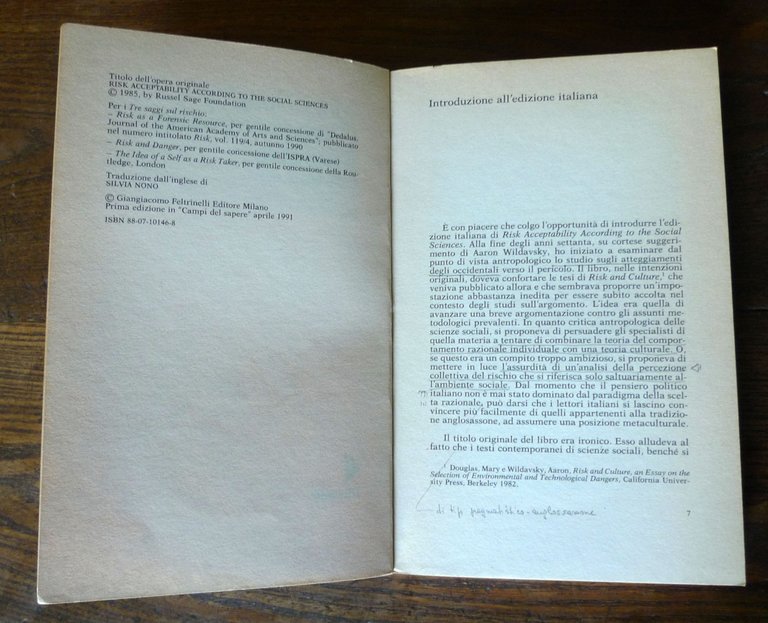 Titolo dell'opera originale
RISK ACCEPTABILITY ACCORDING TO THE SOCIAL SCIENCES
© 1985, by Russel Sage Foundation
Per i Tre saggi sul rischio:
– Risk as a Forensic Resource, per gentile concessione di "Dedalus.
Journal of the American Academy of Arts and Sciences"; pubblicato
nel numero intitolato Risk, vol. 119/4, autunno 1990
– Risk and Danger, per gentile concessione dell'ISPRA (Varese)
– The Idea of a Self as a Risk Taker, per gentile concessione della Rou-
tledge, London
Traduzione dall'inglese di
SILVIA NONO
© Giangiacomo Feltrinelli Editore Milano
Prima edizione in "Campi del sapere" aprile 1991
ISBN 88-07-10146-8
Introduzione all'edizione italiana
È con piacere che colgo l'opportunità di introdurre l'edi-
zione italiana di Risk Acceptability According to the Social
Sciences. Alla fine degli anni settanta, su cortese suggeri-
mento di Aaron Wildavsky, ho iniziato a esaminare dal
punto di vista antropologico lo studio sugli atteggiamenti
degli occidentali verso il pericolo. Il libro, nelle intenzioni
originali, doveva confortare le tesi di Risk and Culture,¹ che
veniva pubblicato allora e che sembrava proporre un'impo-
stazione abbastanza inedita per essere subito accolta nel
contesto degli studi sull'argomento. L'idea era quella di
avanzare una breve argomentazione contro gli assunti me-
todologici prevalenti. In quanto critica antropologica delle
scienze sociali, si proponeva di persuadere gli specialisti di
quella materia a tentare di combinare la teoria del compor-
tamento razionale individuale con una teoria culturale. O,
se questo era un compito troppo ambizioso, si proponeva di
mettere in luce l'assurdità di un'analisi della percezione
collettiva del rischio che si riferisca solo saltuariamente al-
l'ambiente sociale. Dal momento che il pensiero politico
italiano non è mai stato dominato dal paradigma della scel-
ta razionale, può darsi che i lettori italiani si lascino con-
vincere più facilmente di quelli appartenenti alla tradizio-
ne anglosassone, ad assumere una posizione metaculturale.
Il titolo originale del libro era ironico. Esso alludeva al
fatto che i testi contemporanei di scienze sociali, benché si
¹ Douglas, Mary e Wildavsky, Aaron, Risk and Culture, an Essay on the
Selection of Environmental and Technological Dangers, California Univer-
sity Press, Berkeley 1982.
di tipo pragmatistico-anglosassone
7